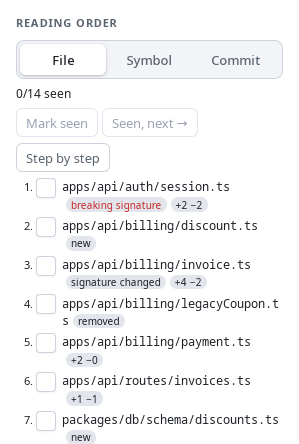 READING ORDER
File Symbol Commit
0/14 seen
Mark seen Seen, next →
Step by step
1. apps/api/auth/session.ts
breaking signature +2 −2
2. apps/api/billing/discount.ts
new
3. apps/api/billing/invoice.ts
signature changed +4 −2
4. apps/api/billing/legacyCoupon.t
s removed
5. apps/api/billing/payment.ts
+2 −0
6. apps/api/routes/invoices.ts
+1 −1
7. packages/db/schema/discounts.ts
new